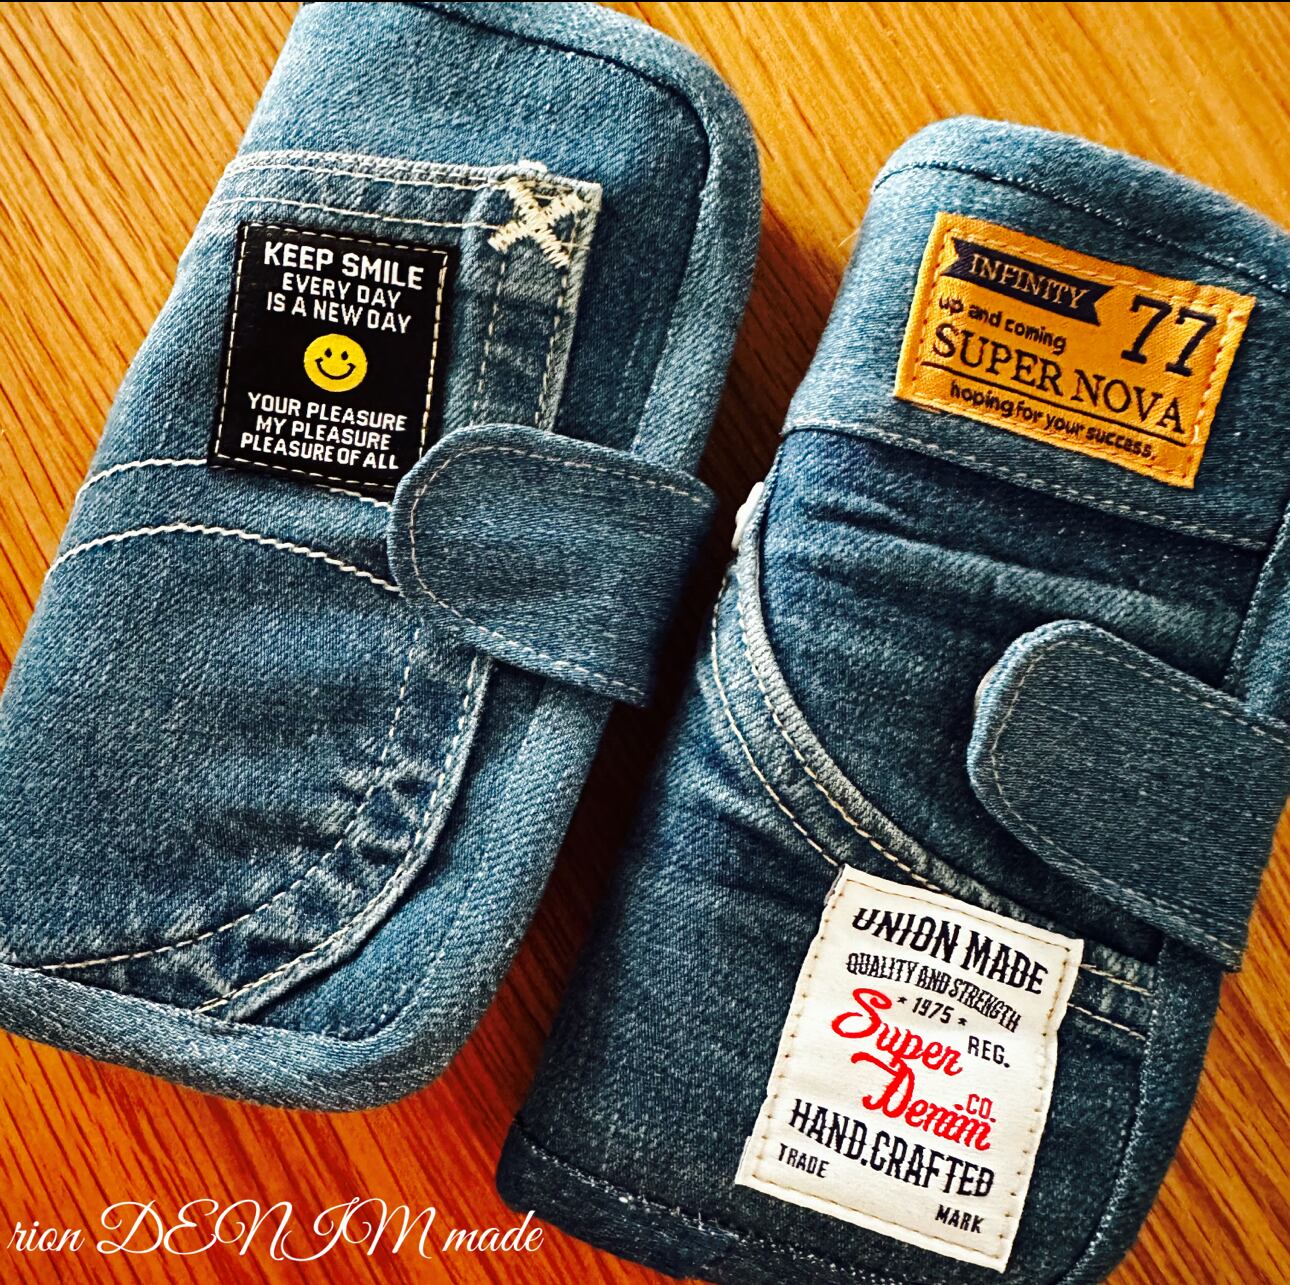 KEEP SMILE
EVERY DAY
IS A NEW DAY
YOUR PLEASURE
MY PLEASURE
PLEASURE OF ALL
INFINITY
77
up and coming
SUPER NOVA
hoping for your success.
UNION MADE
QUALITY AND STRENGTH
* 1975 *
Super REG.
Denim CO.
HAND.CRAFTED
TRADE
MARK
rion DENIM made